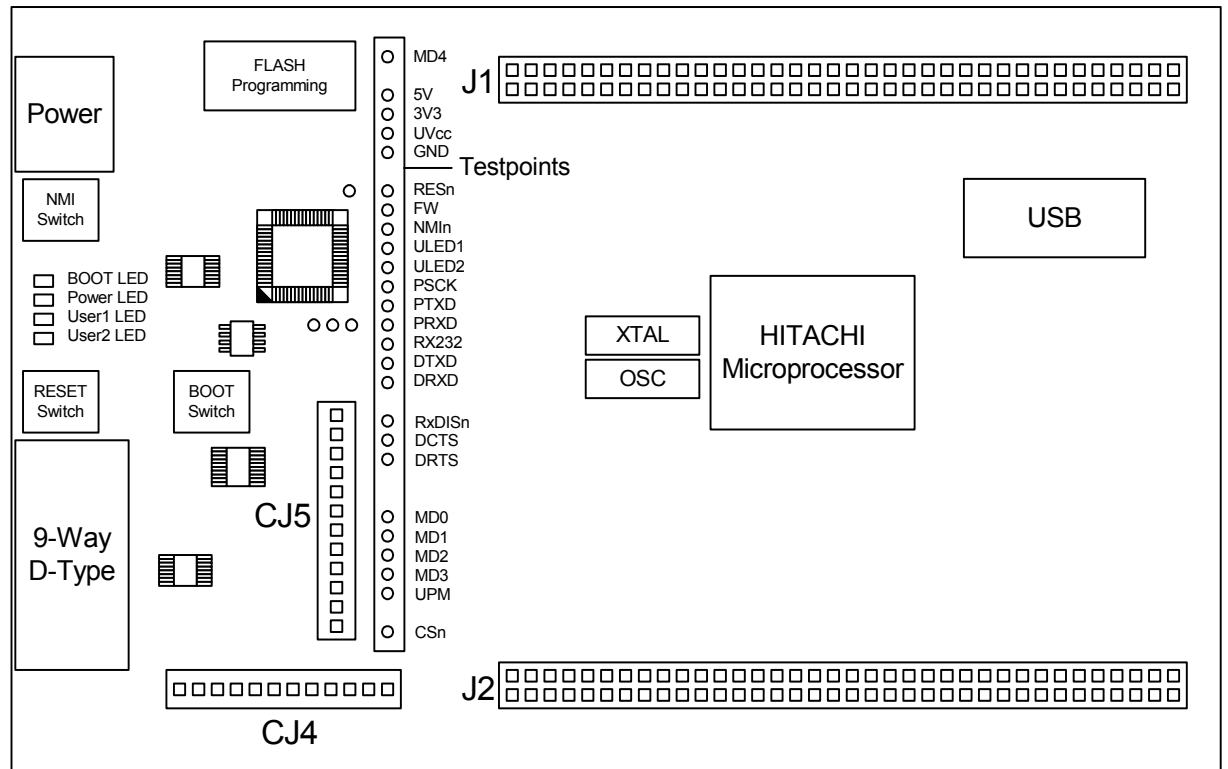 FLASH
Programming
Power
NMI
Switch
BOOT LED
Power LED
User1 LED
User2 LED
RESET
Switch
BOOT
Switch
9-Way
D-Type
CJ5
CJ4
MD4
5V
3V3
UVcc
GND
Testpoints
RESn
FW
NMIn
ULED1
ULED2
PSCK
PTXD
PRXD
RX232
DTXD
DRXD
RxDISn
DCTS
DRTS
MD0
MD1
MD2
MD3
UPM
CSn
J1
USB
XTAL
OSC
HITACHI
Microprocessor
J2